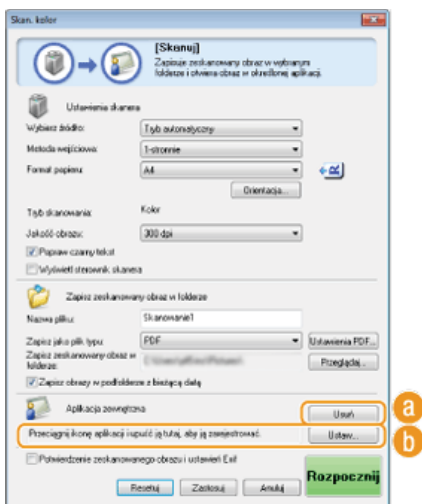 Skan. kolor
[Skanuj]
Zapisuje zeskanowany obraz w wybranym
folderze i otwiera obraz w określonej aplikacji.
Ustawienia skanera
Wybierz źródło: Tryb automatyczny
Metoda wejściowa: 1-stronnie
Format papieru: A4
Orientacja...
Tryb skanowania: Kolor
Jakość obrazu: 300 dpi
Popraw czarny tekst
Wyświetl sterownik skanera
Zapisz zeskanowany obraz w folderze
Nazwa pliku: Skanowanie1
Zapisz jako plik typu: PDF Ustawienia PDF...
Zapisz zeskanowany obraz w
folderze: Przeglądaj...
Zapisz obrazy w podfolderze z bieżącą datą
Aplikacja zewnętrzna Usuń a
Przeciągnij ikonę aplikacji i upuść ją tutaj, aby ją zarejestrować. Ustaw... b
Potwierdzenie zeskanowanego obrazu i ustawień Exif
Resetuj Zastosuj Anuluj Rozpocznij